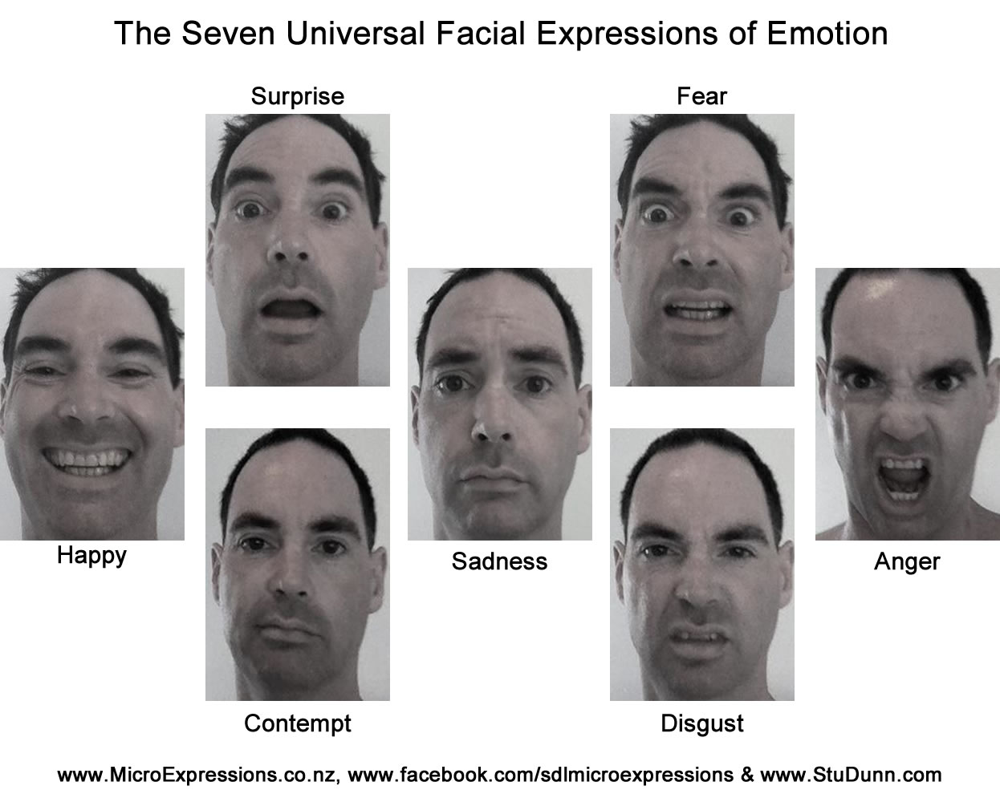 The Seven Universal Facial Expressions of Emotion
Surprise
Fear
Happy
Sadness
Anger
Contempt
Disgust
www.MicroExpressions.co.nz, www.facebook.com/sdlmicroexpressions & www.StuDunn.com